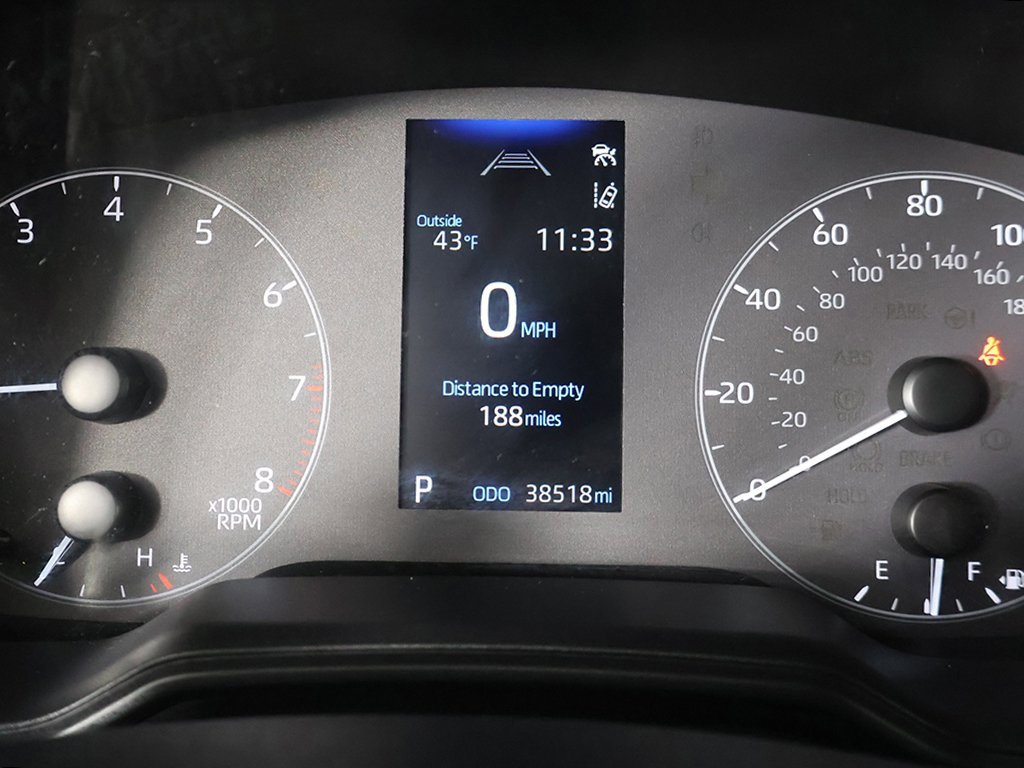 3
4
5
6
7
8
x1000
RPM
H
Outside
43°F
11:33
0 MPH
Distance to Empty
188 miles
P ODO 38518 mi
0
20
40
60
80
0
20
40
60
80
100
120
140
160
PARK
ABS
BRAKE
HOLD
E
F